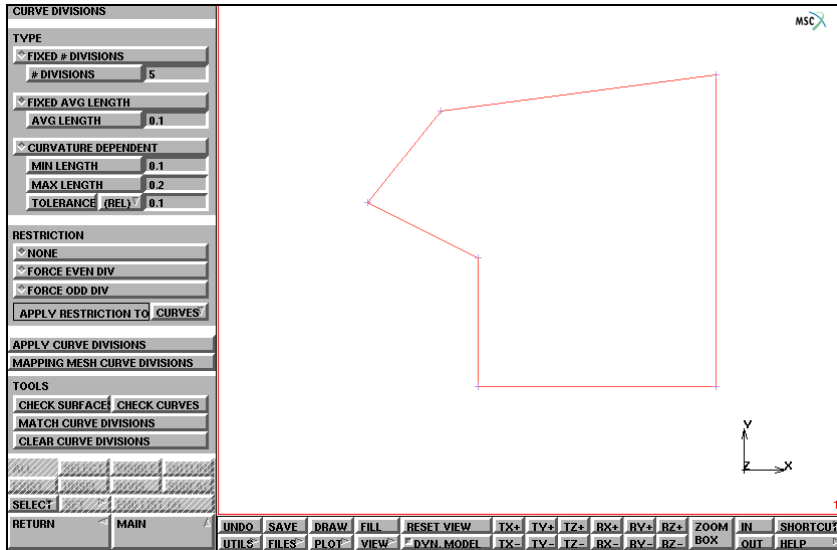 CURVE DIVISIONS
TYPE
FIXED # DIVISIONS
# DIVISIONS 5
FIXED AVG LENGTH
AVG LENGTH 0.1
CURVATURE DEPENDENT
MIN LENGTH 0.1
MAX LENGTH 0.2
TOLERANCE (REL) 0.1
RESTRICTION
NONE
FORCE EVEN DIV
FORCE ODD DIV
APPLY RESTRICTION TO CURVES
APPLY CURVE DIVISIONS
MAPPING MESH CURVE DIVISIONS
TOOLS
CHECK SURFACES CHECK CURVES
MATCH CURVE DIVISIONS
CLEAR CURVE DIVISIONS
SELECT
RETURN MAIN
MSC
Y
Z X
1
UNDO SAVE DRAW FILL RESET VIEW TX+ TY+ TZ+ RX+ RY+ RZ+ ZOOM BOX IN SHORTCU
UTILS FILES PLOT VIEW DYN. MODEL TX- TY- TZ- RX- RY- RZ- OUT HELP